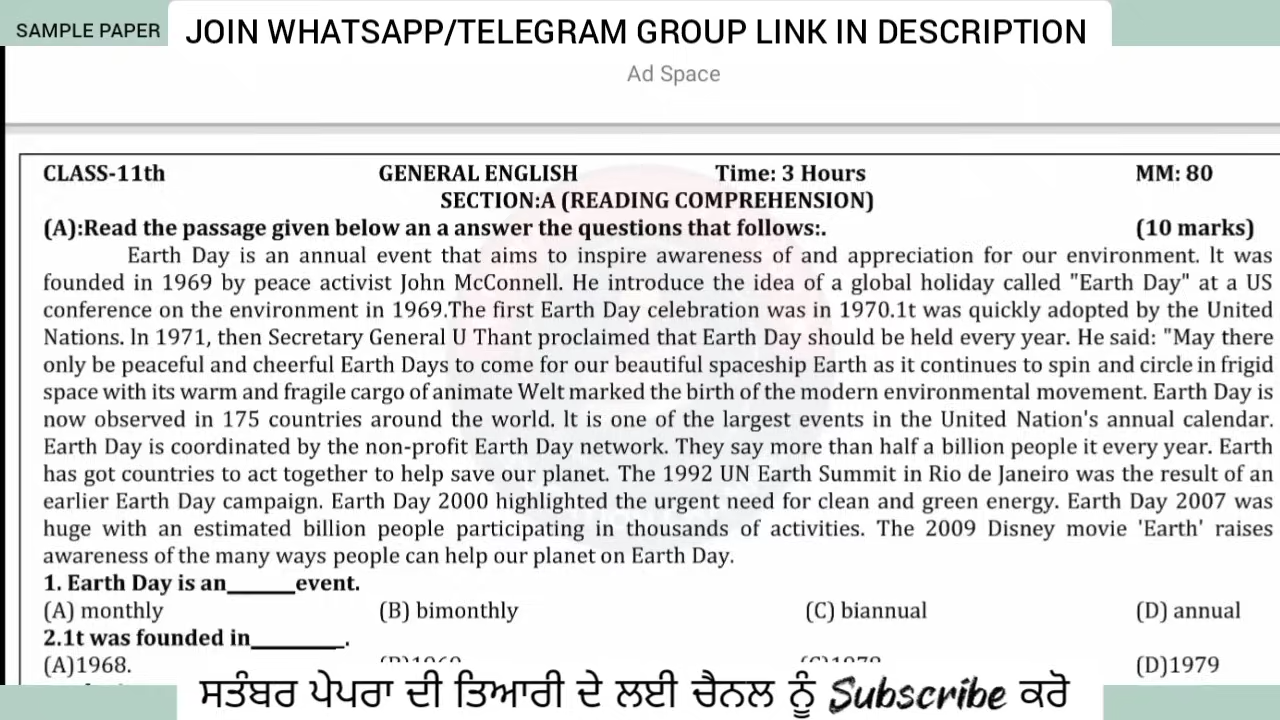 SAMPLE PAPER
JOIN WHATSAPP/TELEGRAM GROUP LINK IN DESCRIPTION
Ad Space
CLASS-11th GENERAL ENGLISH Time: 3 Hours MM: 80
SECTION:A (READING COMPREHENSION)
(A):Read the passage given below an a answer the questions that follows:. (10 marks)
Earth Day is an annual event that aims to inspire awareness of and appreciation for our environment. It was
founded in 1969 by peace activist John McConnell. He introduce the idea of a global holiday called "Earth Day" at a US
conference on the environment in 1969.The first Earth Day celebration was in 1970.1t was quickly adopted by the United
Nations. In 1971, then Secretary General U Thant proclaimed that Earth Day should be held every year. He said: "May there
only be peaceful and cheerful Earth Days to come for our beautiful spaceship Earth as it continues to spin and circle in frigid
space with its warm and fragile cargo of animate Welt marked the birth of the modern environmental movement. Earth Day is
now observed in 175 countries around the world. It is one of the largest events in the United Nation's annual calendar.
Earth Day is coordinated by the non-profit Earth Day network. They say more than half a billion people it every year. Earth
has got countries to act together to help save our planet. The 1992 UN Earth Summit in Rio de Janeiro was the result of an
earlier Earth Day campaign. Earth Day 2000 highlighted the urgent need for clean and green energy. Earth Day 2007 was
huge with an estimated billion people participating in thousands of activities. The 2009 Disney movie 'Earth' raises
awareness of the many ways people can help our planet on Earth Day.
1. Earth Day is an______event.
(A) monthly (B) bimonthly (C) biannual (D) annual
2.1t was founded in________.
(A)1968. (D)1979
ਸਤੰਬਰ ਪੇਪਰਾ ਦੀ ਤਿਆਰੀ ਦੇ ਲਈ ਚੈਨਲ ਨੂੰ Subscribe ਕਰੋ